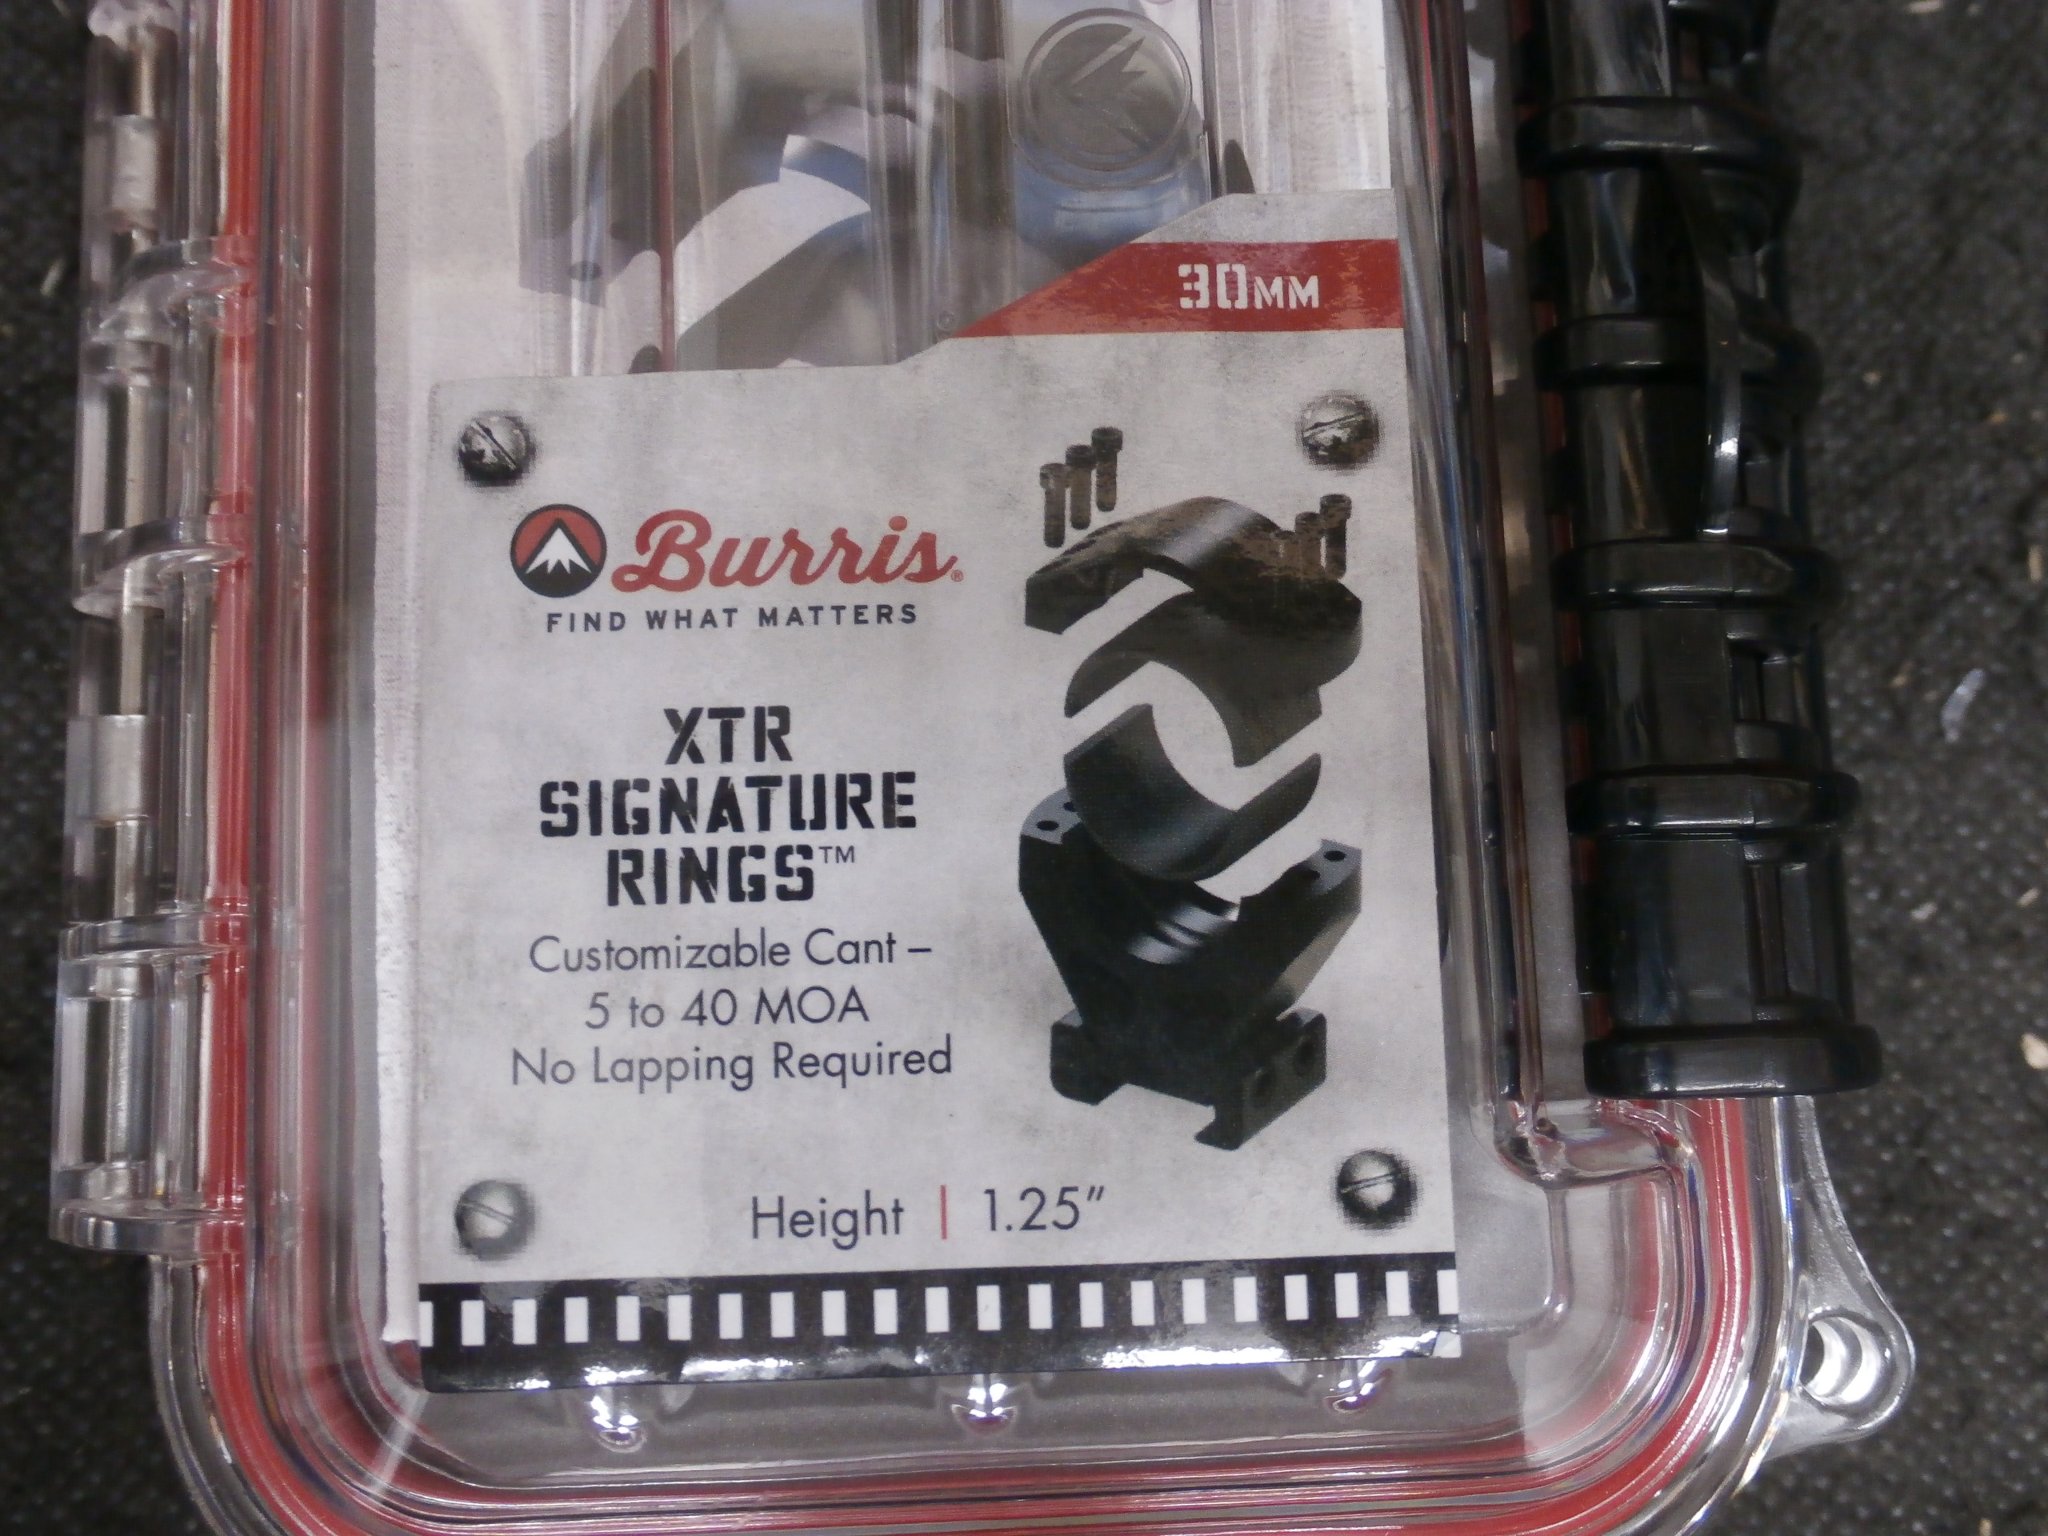 30MM
Burris®
FIND WHAT MATTERS
XTR
SIGNATURE
RINGS™
Customizable Cant –
5 to 40 MOA
No Lapping Required
Height | 1.25"